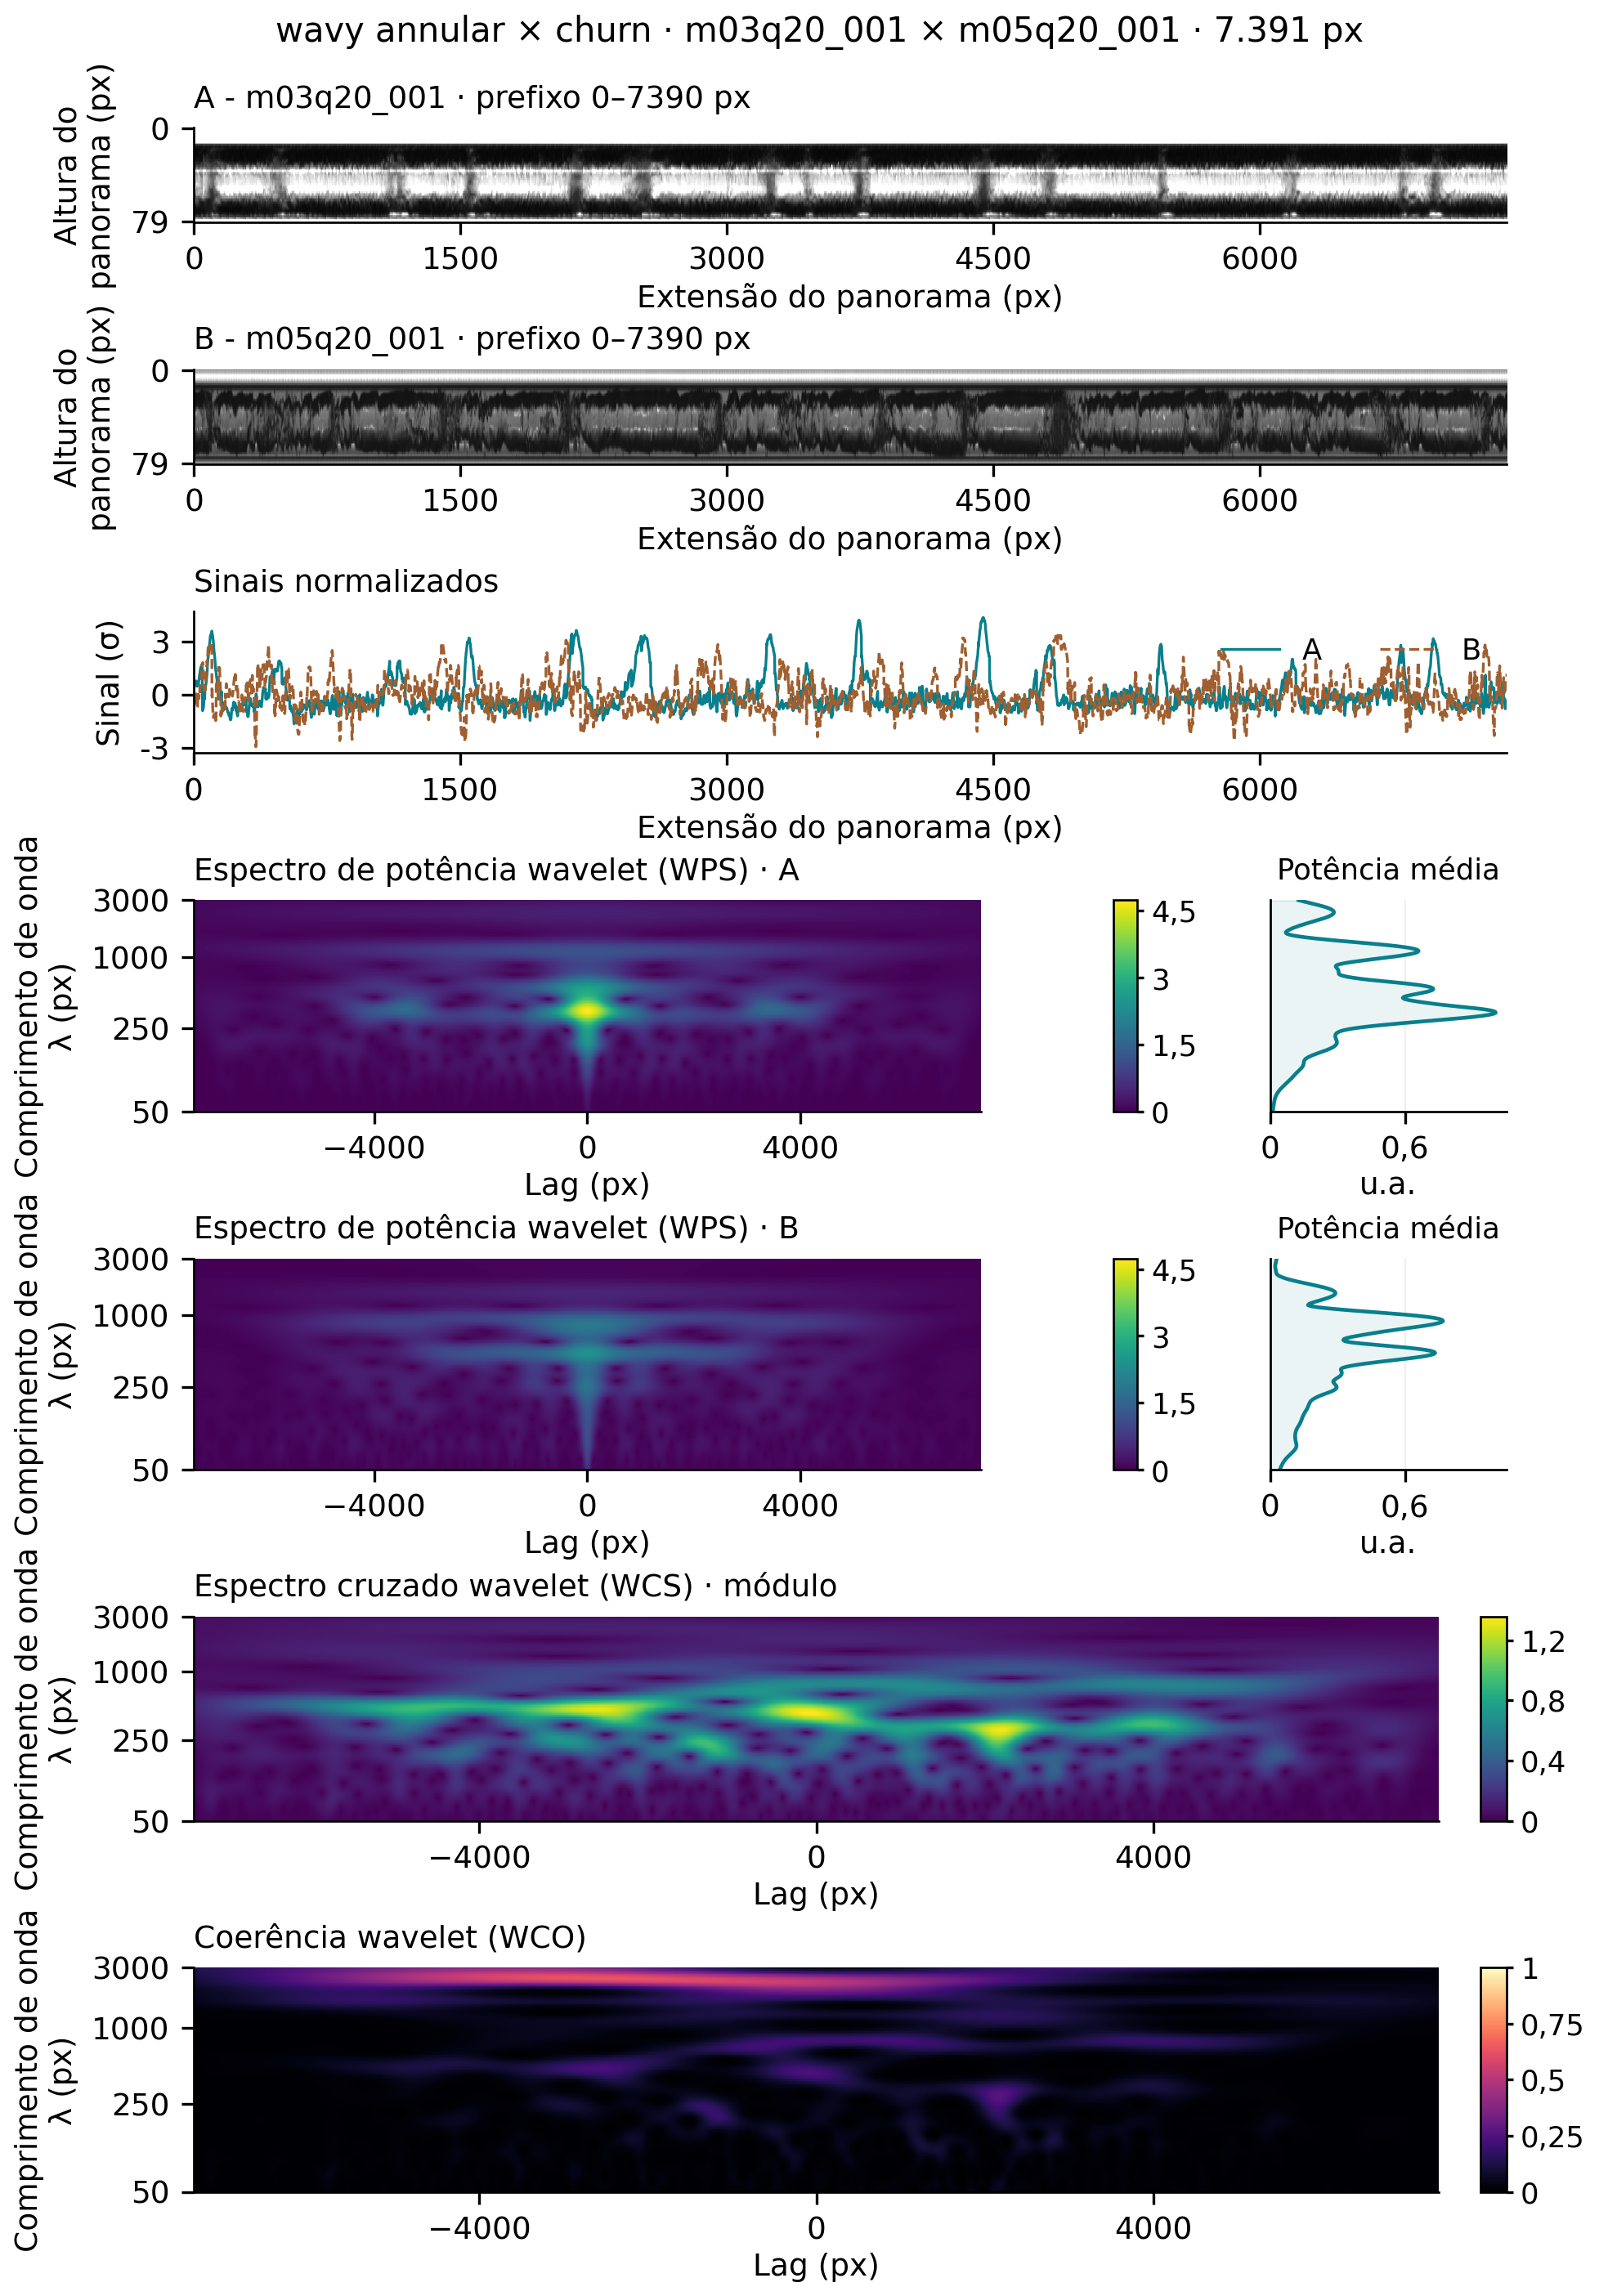 wavy annular × churn · m03q20_001 × m05q20_001 · 7.391 px
A - m03q20_001 · prefixo 0–7390 px
Altura do
panorama (px)
0
79
0 1500 3000 4500 6000
Extensão do panorama (px)
B - m05q20_001 · prefixo 0–7390 px
Altura do
panorama (px)
0
79
0 1500 3000 4500 6000
Extensão do panorama (px)
Sinais normalizados
Sinal (σ)
3
0
-3
A B
0 1500 3000 4500 6000
Extensão do panorama (px)
Espectro de potência wavelet (WPS) · A
Comprimento de onda
λ (px)
3000
1000
250
50
−4000 0 4000
Lag (px)
4,5
3
1,5
0
Potência média
0 0,6
u.a.
Espectro de potência wavelet (WPS) · B
Comprimento de onda
λ (px)
3000
1000
250
50
−4000 0 4000
Lag (px)
4,5
3
1,5
0
Potência média
0 0,6
u.a.
Espectro cruzado wavelet (WCS) · módulo
Comprimento de onda
λ (px)
3000
1000
250
50
−4000 0 4000
Lag (px)
1,2
0,8
0,4
0
Coerência wavelet (WCO)
Comprimento de onda
λ (px)
3000
1000
250
50
−4000 0 4000
Lag (px)
1
0,75
0,5
0,25
0